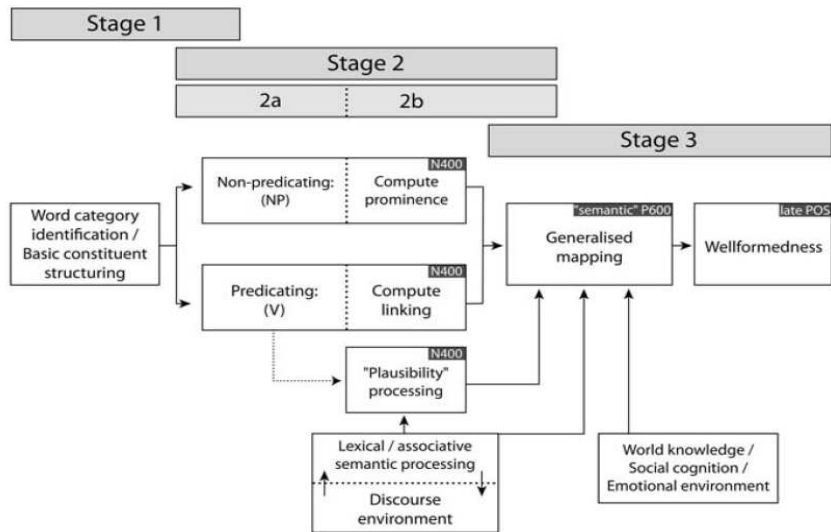 Stage 1
Stage 2
2a
2b
Stage 3
N400
Non-predicating:
(NP)
Compute
prominence
Word category
identification /
Basic constituent
structuring
"semantic" P600
Generalised
mapping
late POS
Wellformedness
N400
Predicating:
(V)
Compute
linking
N400
"Plausibility"
processing
Lexical / associative
semantic processing
Discourse
environment
World knowledge /
Social cognition /
Emotional environment